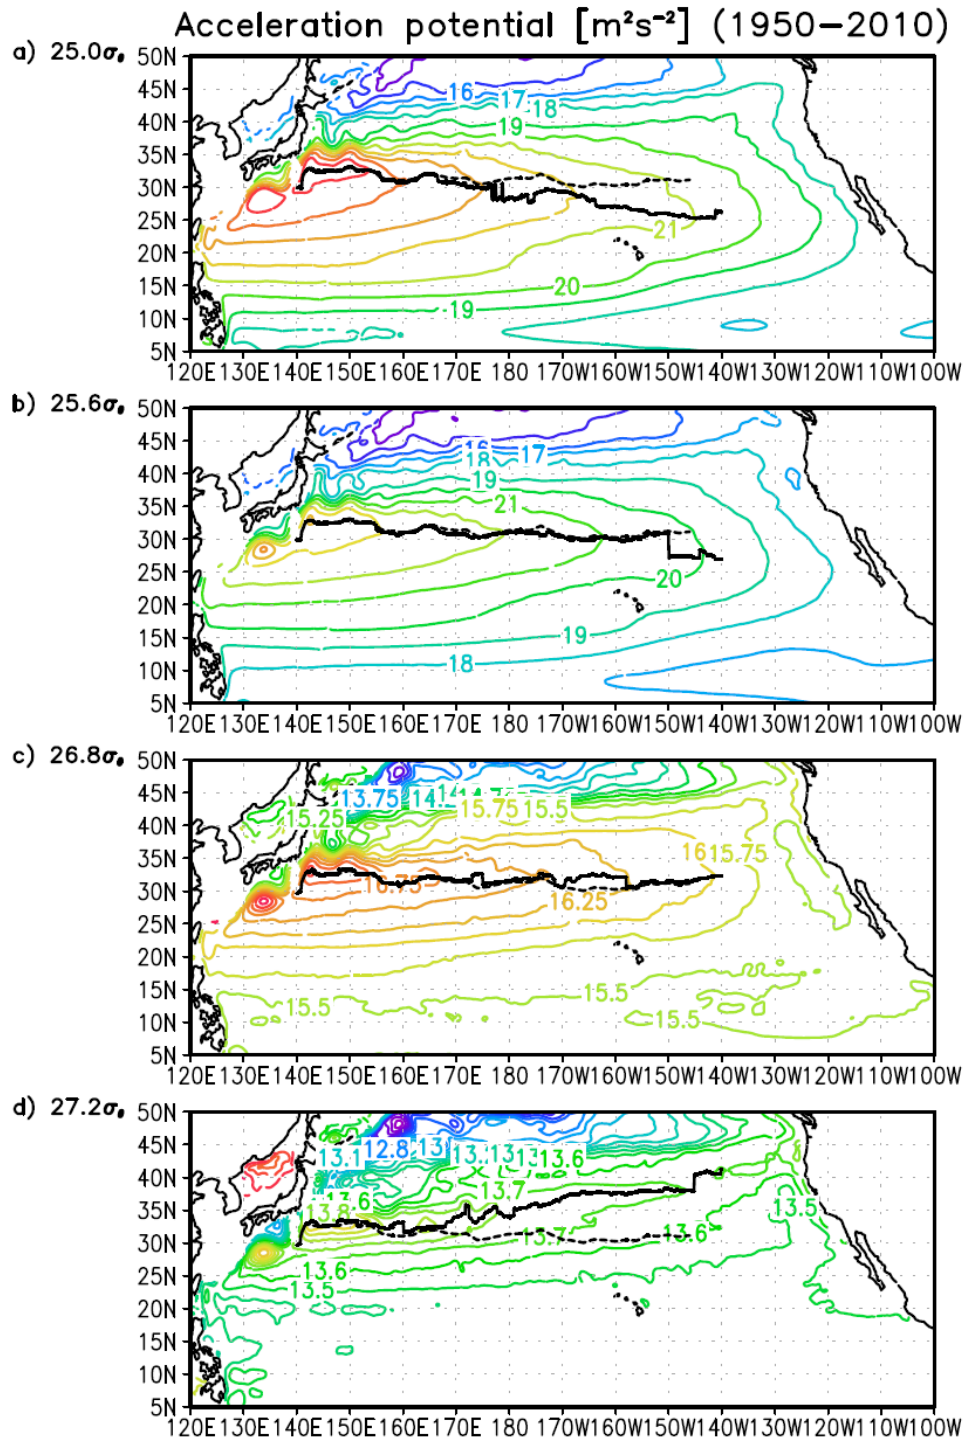 Acceleration potential [m²s⁻²] (1950−2010)
a) 25.0σθ
50N
45N
40N
35N
30N
25N
20N
15N
10N
5N
16
17
18
19
21
20
19
120E 130E 140E 150E 160E 170E 180 170W 160W 150W 140W 130W 120W 110W 100W
b) 25.6σθ
50N
45N
40N
35N
30N
25N
20N
15N
10N
5N
16
17
18
19
21
20
19
18
120E 130E 140E 150E 160E 170E 180 170W 160W 150W 140W 130W 120W 110W 100W
c) 26.8σθ
50N
45N
40N
35N
30N
25N
20N
15N
10N
5N
13.75
15.75
15.5
15.25
16
15.75
16.75
16.25
15.5
15.5
15.5
120E 130E 140E 150E 160E 170E 180 170W 160W 150W 140W 130W 120W 110W 100W
d) 27.2σθ
50N
45N
40N
35N
30N
25N
20N
15N
10N
5N
13.1
12.8
13
13.6
13.7
13.6
13.8
13.5
13.7
13.6
13.6
13.5
120E 130E 140E 150E 160E 170E 180 170W 160W 150W 140W 130W 120W 110W 100W